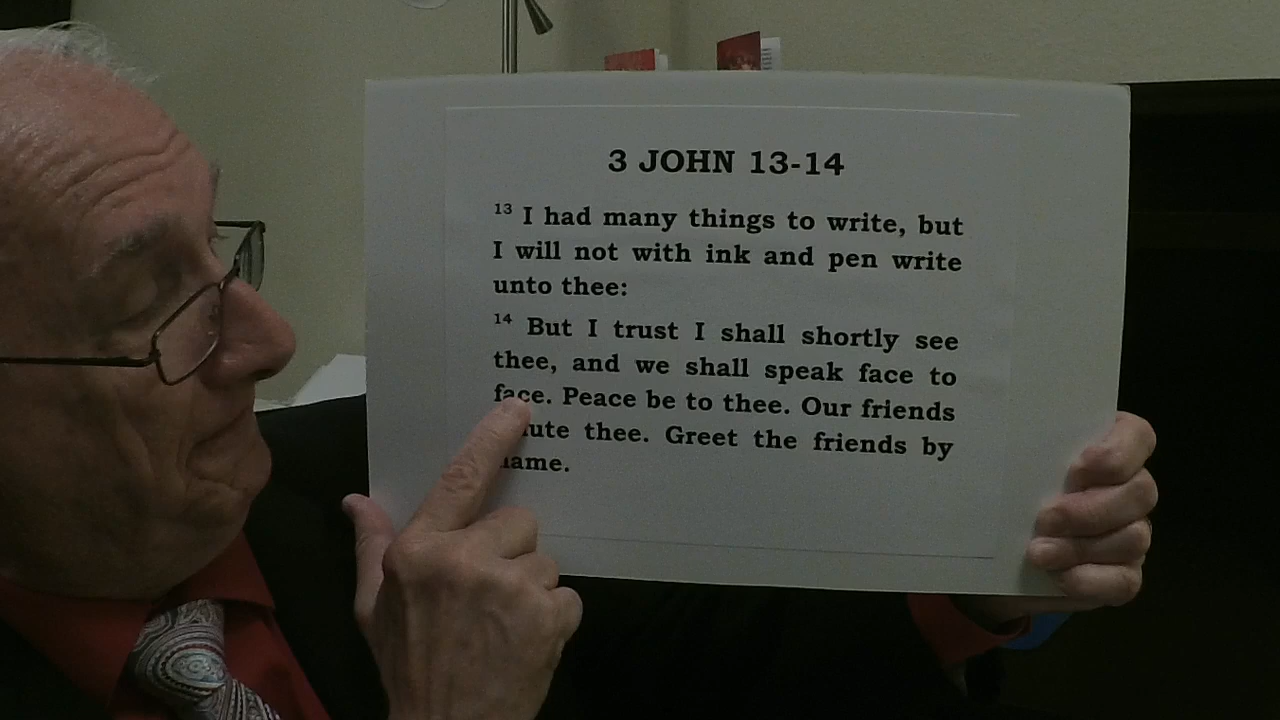 3 JOHN 13-14
13 I had many things to write, but
I will not with ink and pen write
unto thee:
14 But I trust I shall shortly see
thee, and we shall speak face to
face. Peace be to thee. Our friends
lute thee. Greet the friends by
name.